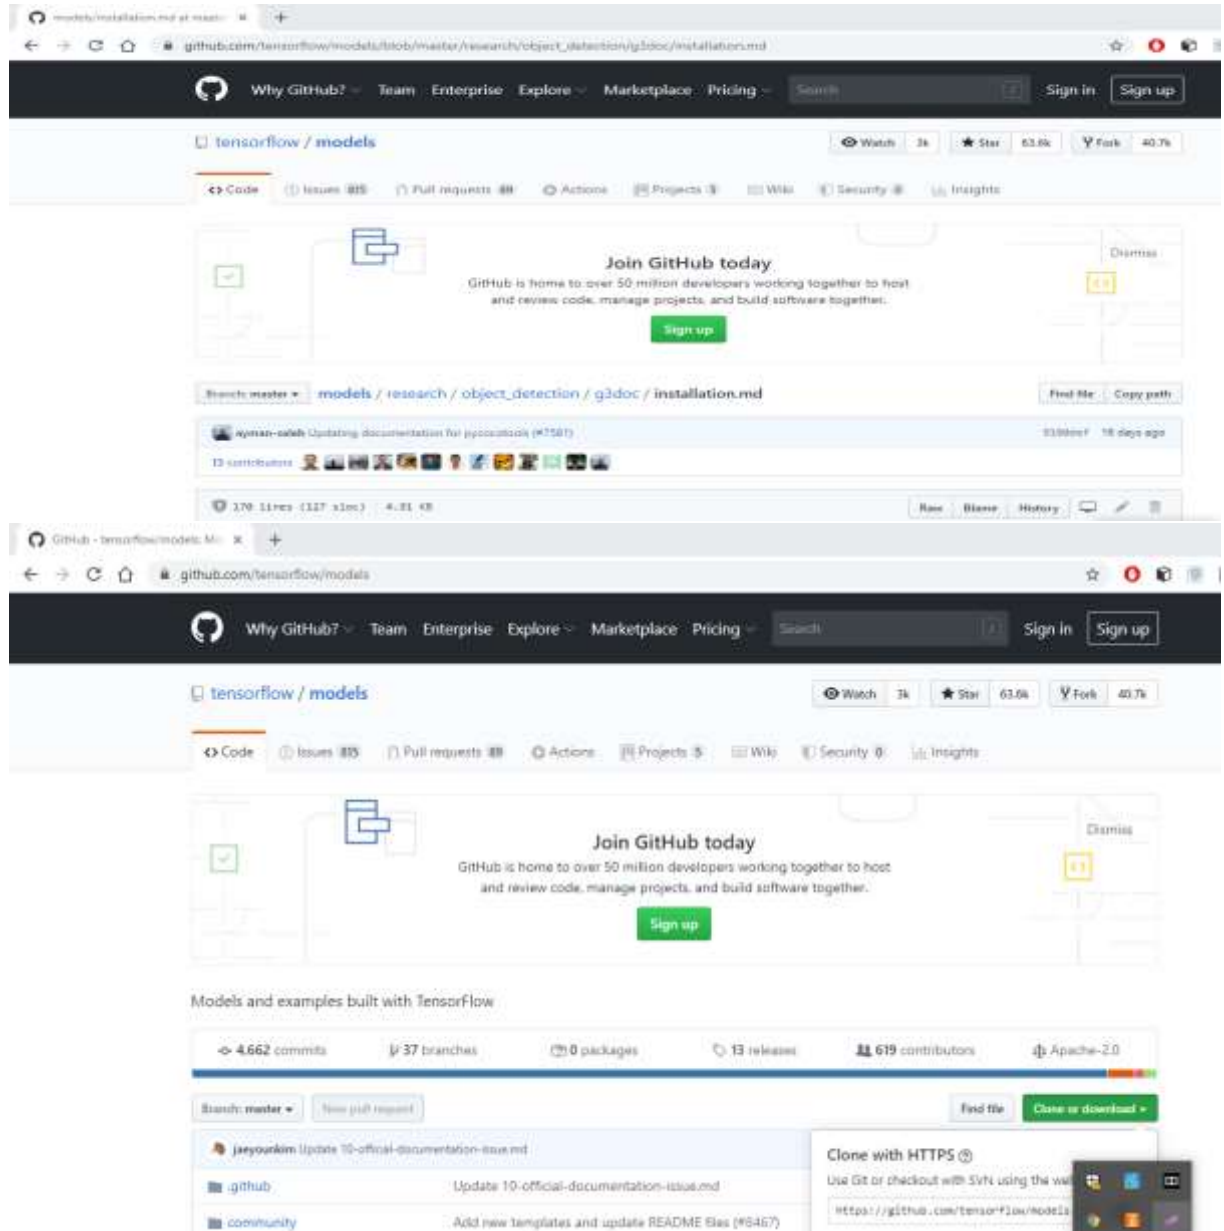 models/installation.md at master
github.com/tensorflow/models/blob/master/research/object_detection/g3doc/installation.md
Why GitHub? Team Enterprise Explore Marketplace Pricing Search Sign in Sign up
tensorflow / models Watch 3k Star 63.6k Fork 40.7k
Code Issues 815 Pull requests 89 Actions Projects 5 Wiki Security 0 Insights
Dismiss
Join GitHub today
GitHub is home to over 50 million developers working together to host
and review code, manage projects, and build software together.
Sign up
Branch: master models / research / object_detection / g3doc / installation.md Find file Copy path
ayman-saleh Updating documentation for pycocotools (#7581) 16 days ago
13 contributors
170 lines (127 sloc) 4.91 KB Raw Blame History
GitHub - tensorflow/models: Mo
github.com/tensorflow/models
Why GitHub? Team Enterprise Explore Marketplace Pricing Search Sign in Sign up
tensorflow / models Watch 3k Star 63.6k Fork 40.7k
Code Issues 815 Pull requests 89 Actions Projects 5 Wiki Security 0 Insights
Dismiss
Join GitHub today
GitHub is home to over 50 million developers working together to host
and review code, manage projects, and build software together.
Sign up
Models and examples built with TensorFlow
4,662 commits 37 branches 0 packages 13 releases 619 contributors Apache-2.0
Branch: master New pull request Find file Clone or download
jaeyounkim Update 10-official-documentation-issue.md
Clone with HTTPS
Use Git or checkout with SVN using the we
.github Update 10-official-documentation-issue.md
https://github.com/tensorflow/models
community Add new templates and update README files (#8467)